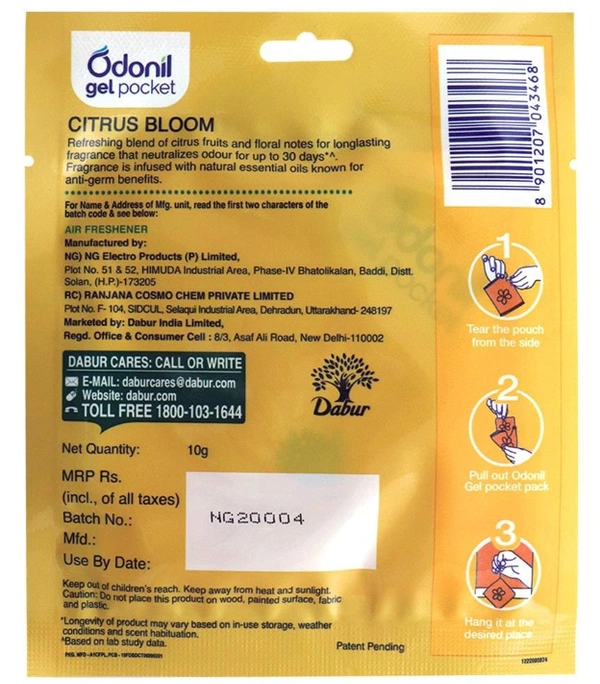 Odonil
gel pocket
CITRUS BLOOM
Refreshing blend of citrus fruits and floral notes for longlasting
fragrance that neutralizes odour for up to 30 days*^.
Fragrance is infused with natural essential oils known for
anti-germ benefits.
For Name & Address of Mfg. unit, read the first two characters of the
batch code & see below:
AIR FRESHENER
Manufactured by:
NG) NG Electro Products (P) Limited,
Plot No. 51 & 52, HIMUDA Industrial Area, Phase-IV Bhatolikalan, Baddi, Distt.
Solan, (H.P.)-173205
RC) RANJANA COSMO CHEM PRIVATE LIMITED
Plot No. F- 104, SIDCUL, Selaqui Industrial Area, Dehradun, Uttarakhand- 248197
Marketed by: Dabur India Limited,
Regd. Office & Consumer Cell : 8/3, Asaf Ali Road, New Delhi-110002
DABUR CARES: CALL OR WRITE
E-MAIL: daburcares@dabur.com
Website: dabur.com
TOLL FREE 1800-103-1644
Dabur
Net Quantity: 10g
MRP Rs.
(incl., of all taxes)
Batch No.: NG20004
Mfd.:
Use By Date:
Keep out of children's reach. Keep away from heat and sunlight.
Caution: Do not place this product on wood, painted surface, fabric
and plastic.
*Longevity of product may vary based on in-use storage, weather
conditions and scent habituation.
^Based on lab study data.
Patent Pending
8 901207 043468
1
Tear the pouch
from the side
2
Pull out Odonil
Gel pocket pack
3
Hang it at the
desired place